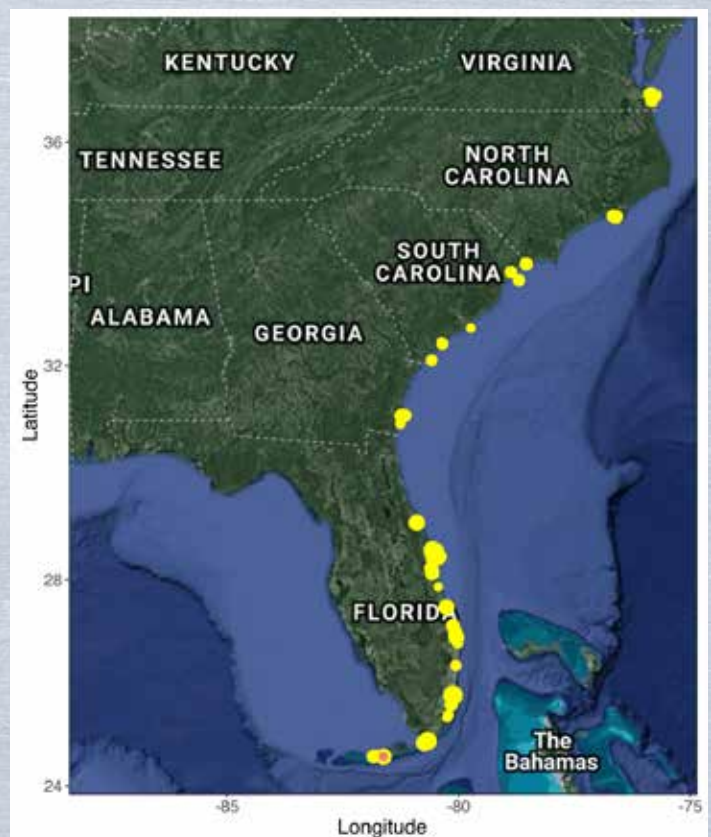 KENTUCKY
VIRGINIA
36
TENNESSEE
NORTH
CAROLINA
SOUTH
CAROLINA
PI
ALABAMA
GEORGIA
32
Latitude
28
FLORIDA
The
Bahamas
24
-85
-80
-75
Longitude